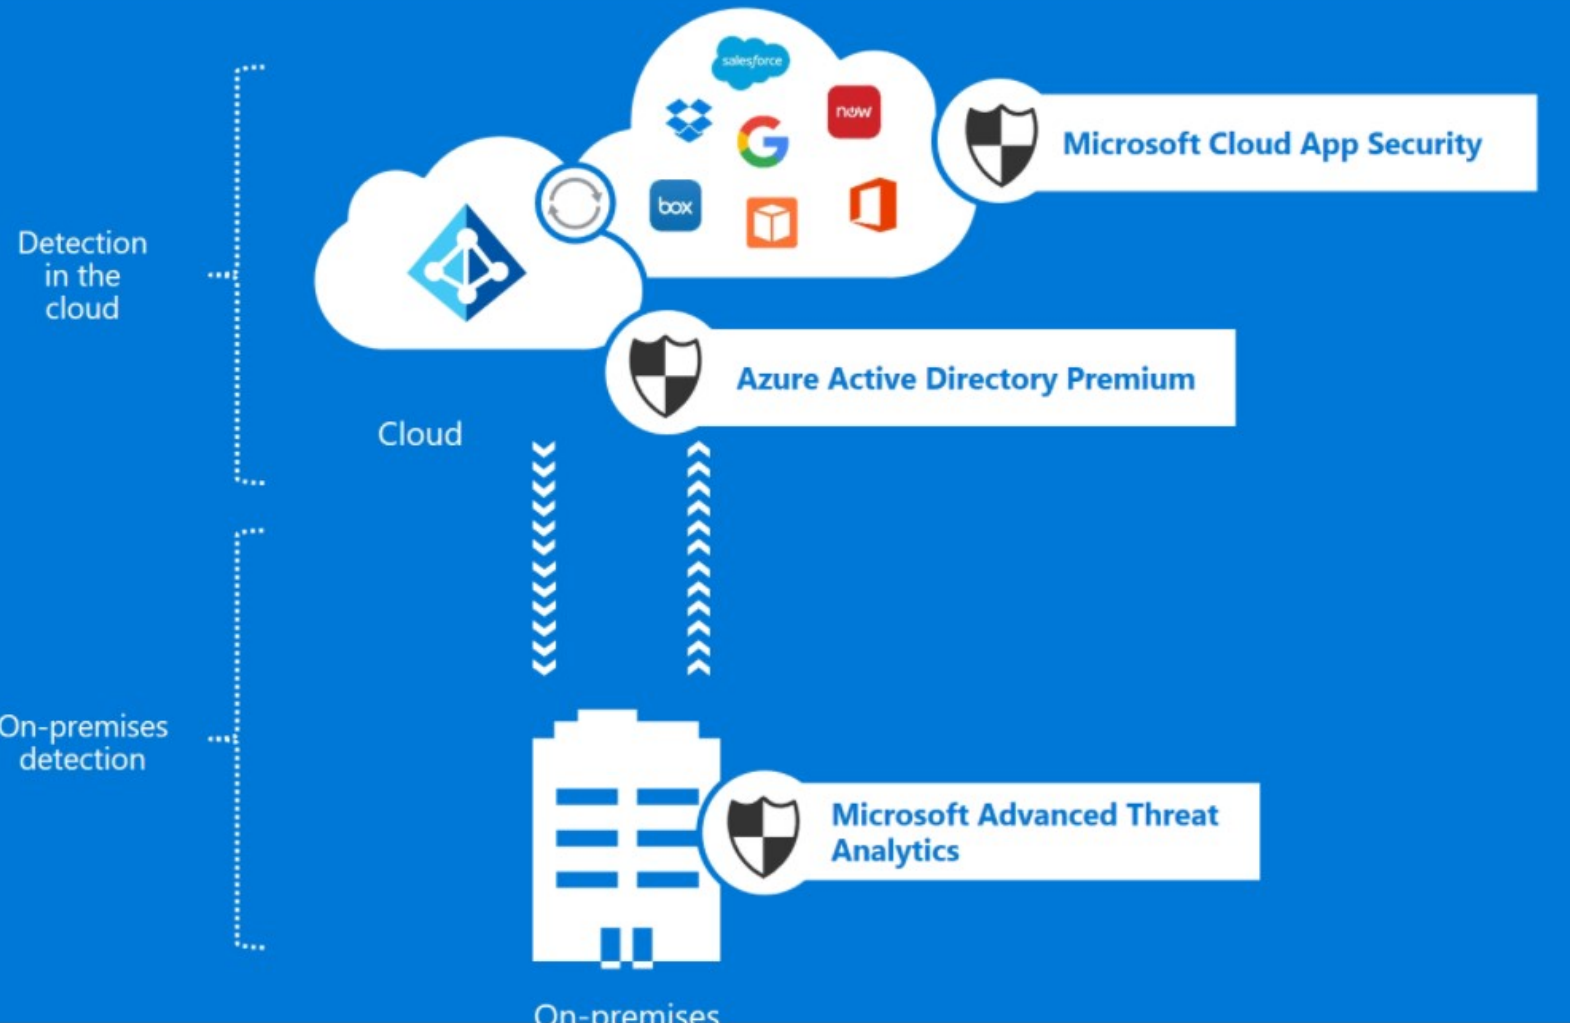 salesforce
now
box
Microsoft Cloud App Security
Detection
in the
cloud
Azure Active Directory Premium
Cloud
On-premises
detection
Microsoft Advanced Threat
Analytics
On-premises